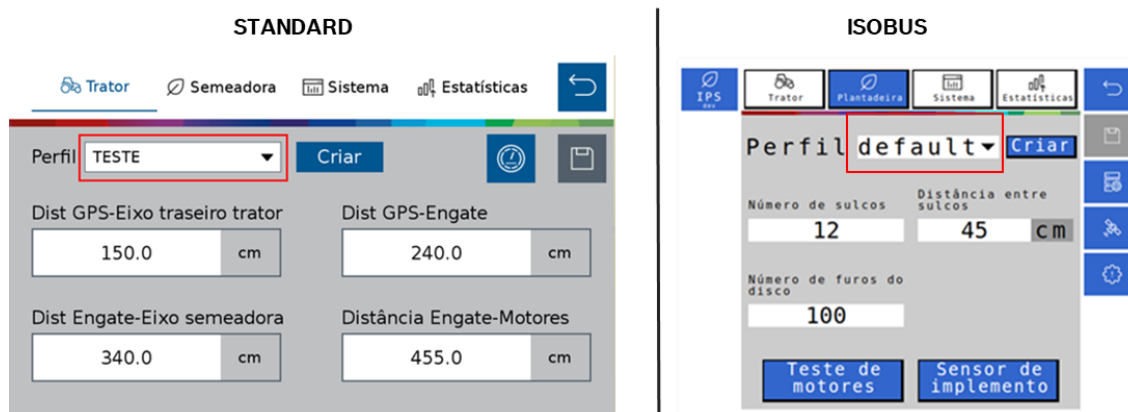 STANDARD
Trator Semeadora Sistema Estatísticas
Perfil TESTE Criar
Dist GPS-Eixo traseiro trator Dist GPS-Engate
150.0 cm 240.0 cm
Dist Engate-Eixo semeadora Distância Engate-Motores
340.0 cm 455.0 cm
ISOBUS
IPS Trator Plantadeira Sistema Estatísticas
Perfil default Criar
Distância entre
Número de sulcos sulcos
12 45 cm
Número de furos do
disco
100
Teste de Sensor de
motores implemento